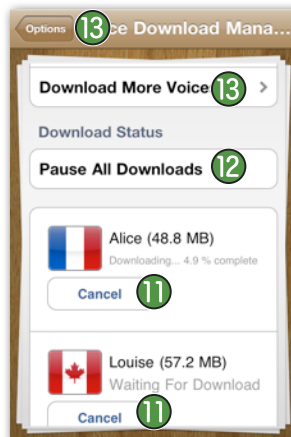 Options 13 ce Download Mana...
Download More Voice 13
Download Status
Pause All Downloads 12
Alice (48.8 MB)
Downloading... 4.9 % complete
Cancel 11
Louise (57.2 MB)
Waiting For Download
Cancel 11